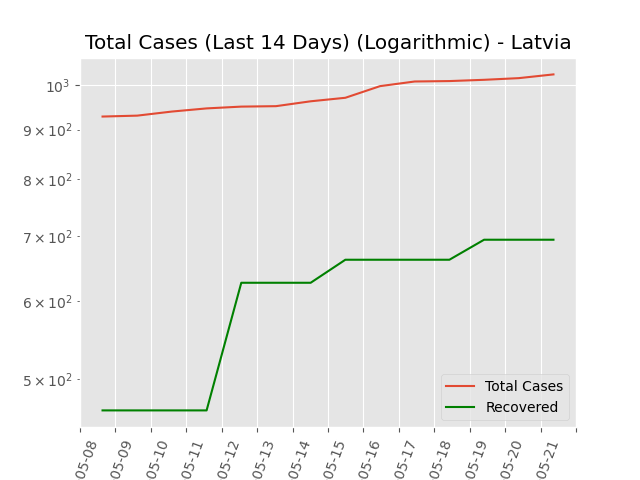 Total Cases (Last 14 Days) (Logarithmic) - Latvia
10³
9 × 10²
8 × 10²
7 × 10²
6 × 10²
5 × 10²
Total Cases
Recovered
05-08
05-09
05-10
05-11
05-12
05-13
05-14
05-15
05-16
05-17
05-18
05-19
05-20
05-21